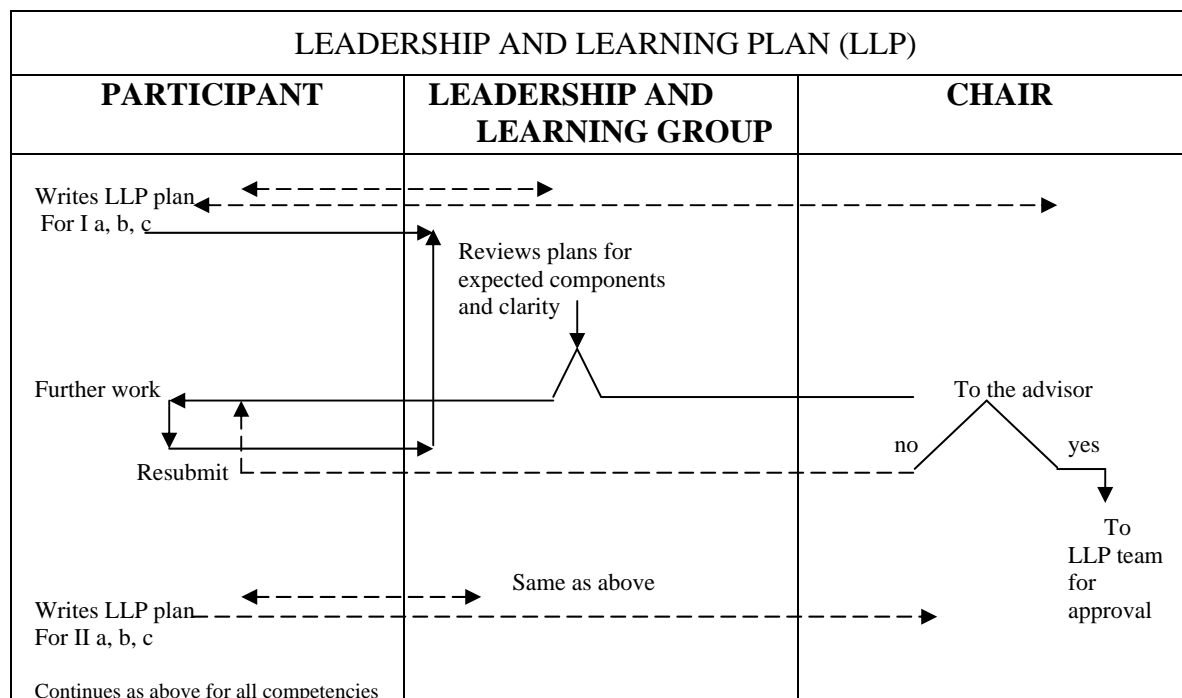 LEADERSHIP AND LEARNING PLAN (LLP)
PARTICIPANT
LEADERSHIP AND
LEARNING GROUP
CHAIR
Writes LLP plan
For I a, b, c
Reviews plans for
expected components
and clarity
Further work
To the advisor
no
yes
Resubmit
To
LLP team
for
approval
Same as above
Writes LLP plan
For II a, b, c
Continues as above for all competencies